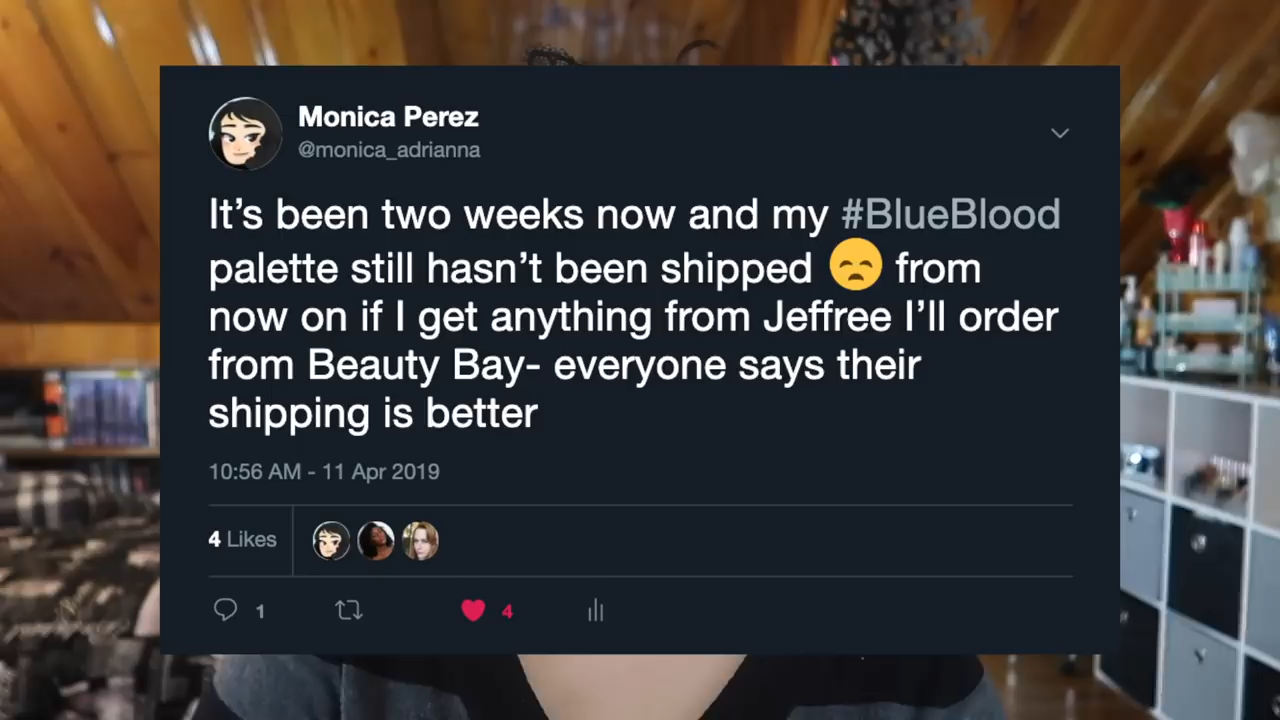 Monica Perez
@monica_adrianna
It’s been two weeks now and my #BlueBlood
palette still hasn’t been shipped 😞 from
now on if I get anything from Jeffree I’ll order
from Beauty Bay- everyone says their
shipping is better
10:56 AM - 11 Apr 2019
4 Likes
1
4